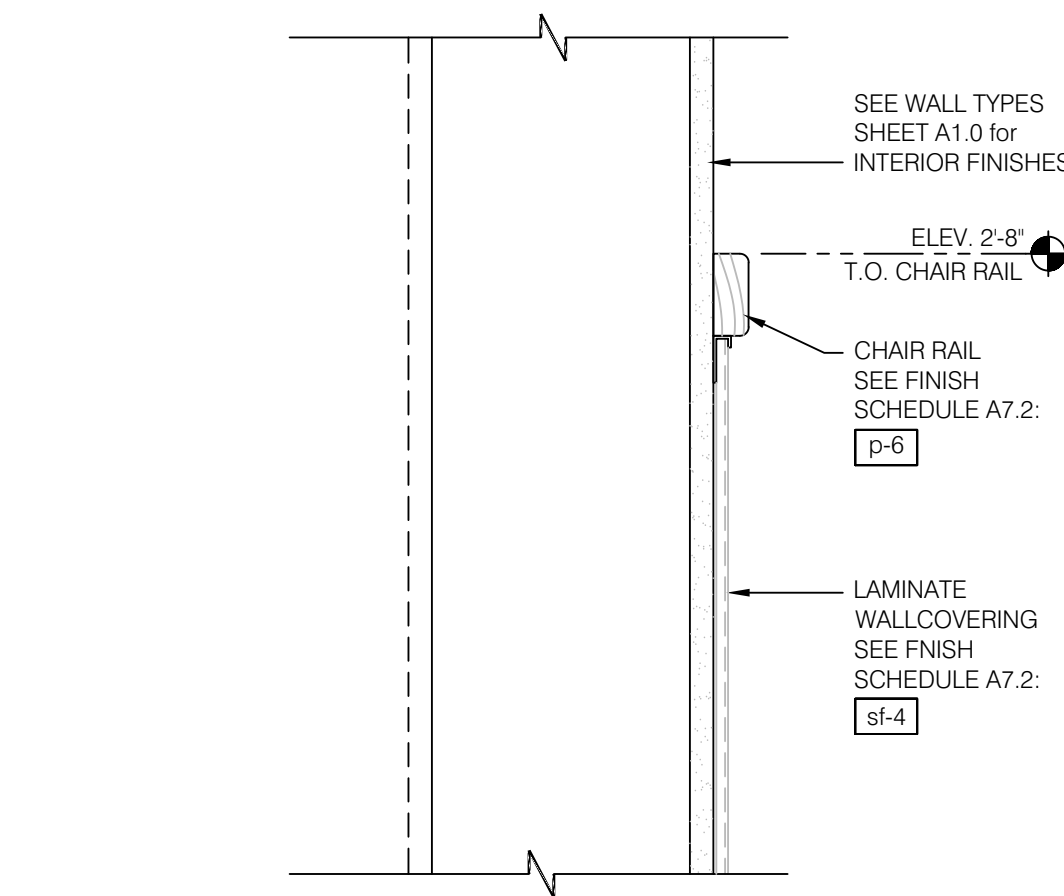 SEE WALL TYPES
SHEET A1.0 for
INTERIOR FINISHES
ELEV. 2'-8"
T.O. CHAIR RAIL
CHAIR RAIL
SEE FINISH
SCHEDULE A7.2:
p-6
LAMINATE
WALLCOVERING
SEE FNISH
SCHEDULE A7.2:
sf-4